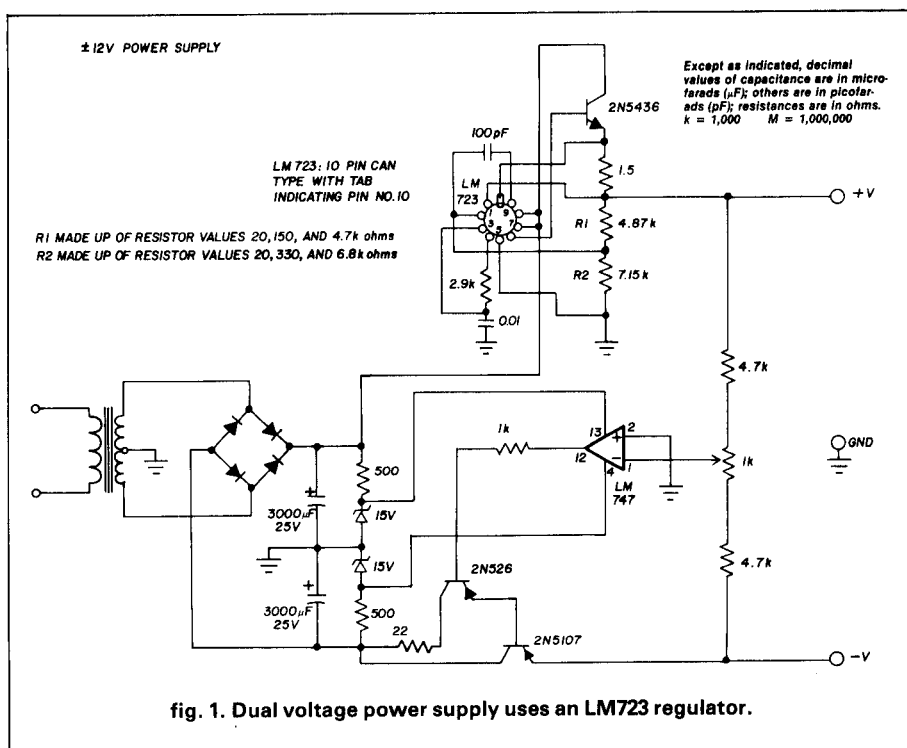 ±12V POWER SUPPLY
Except as indicated, decimal
values of capacitance are in micro-
farads (µF); others are in picofar-
ads (pF); resistances are in ohms.
k = 1,000 M = 1,000,000
2N5436
100pF
LM723: 10 PIN CAN
TYPE WITH TAB
INDICATING PIN NO.10
LM
723
1
9
3
7
5
1.5
+V
R1 MADE UP OF RESISTOR VALUES 20,150, AND 4.7k ohms
R2 MADE UP OF RESISTOR VALUES 20,330, AND 6.8k ohms
R1
4.87k
R2
7.15k
2.9k
0.01
4.7k
1k
13
2
12
+
-
4
1
LM
747
1k
GND
500
+
3000µF
25V
15V
15V
+
3000µF
25V
500
4.7k
2N526
22
2N5107
-V
fig. 1. Dual voltage power supply uses an LM723 regulator.